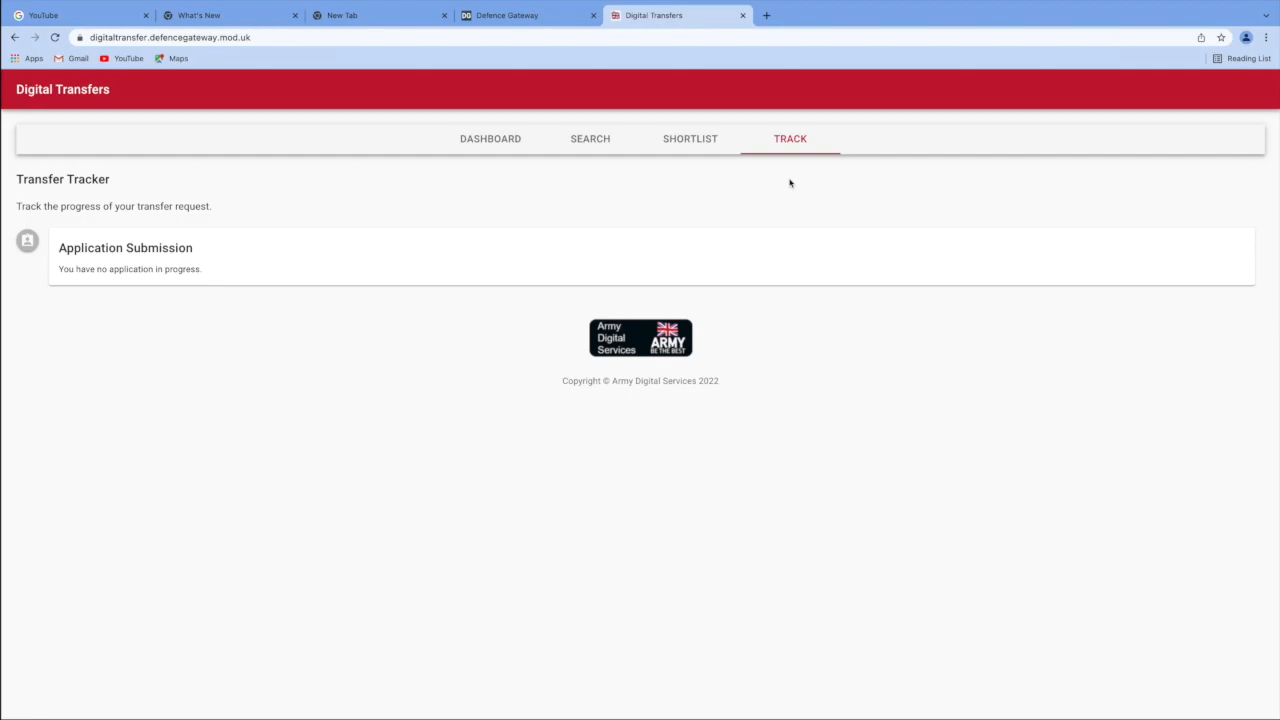 YouTube
What's New
New Tab
DG Defence Gateway
Digital Transfers
digitaltransfer.defencegateway.mod.uk
Apps
Gmail
YouTube
Maps
Reading List
Digital Transfers
DASHBOARD
SEARCH
SHORTLIST
TRACK
Transfer Tracker
Track the progress of your transfer request.
Application Submission
You have no application in progress.
Army
Digital
Services
ARMY
BE THE BEST
Copyright © Army Digital Services 2022